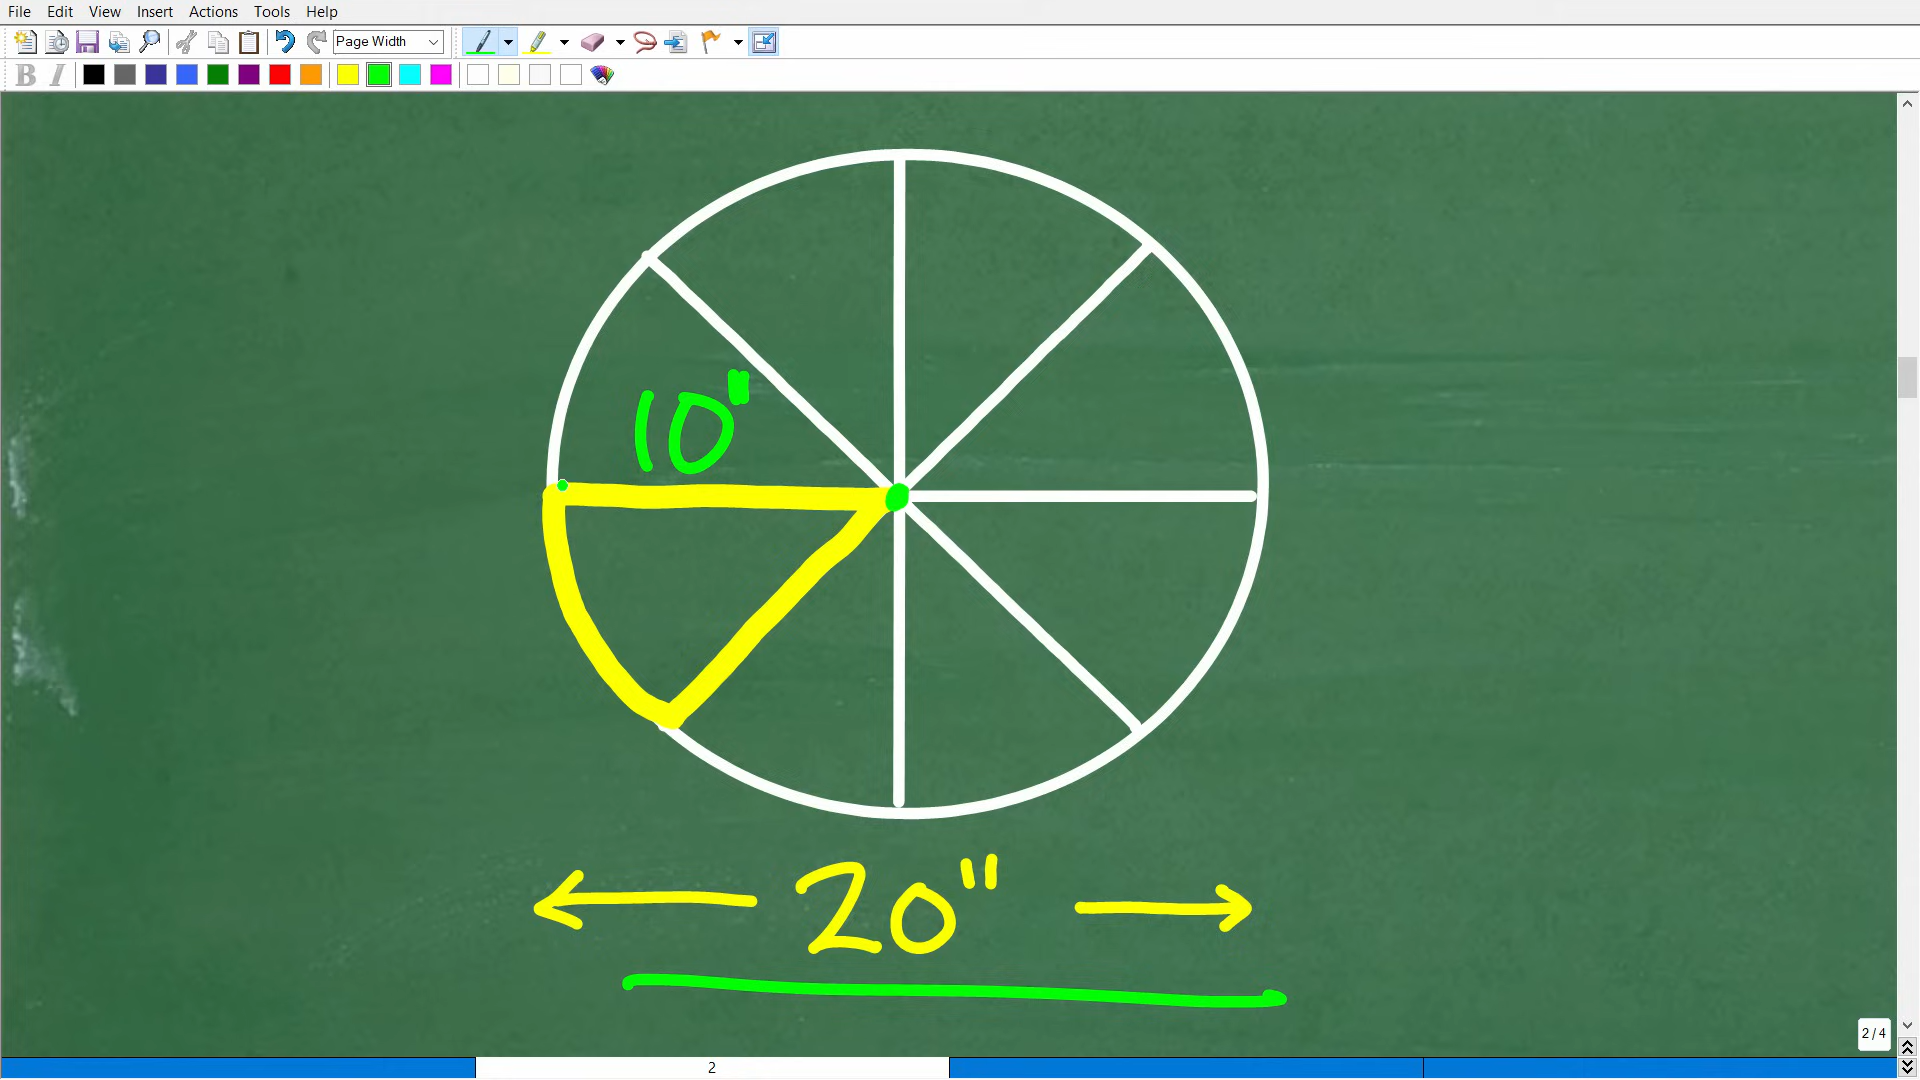 File Edit View Insert Actions Tools Help
Page Width
B I
10"
20"
2 / 4
2